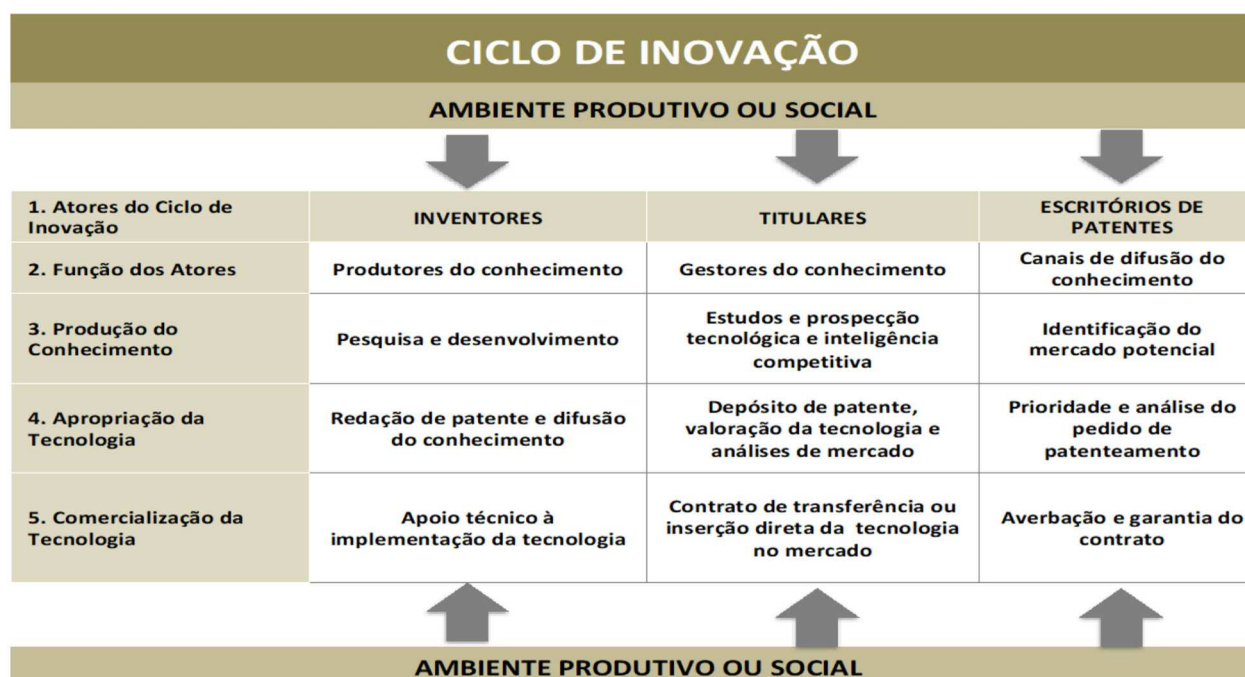 CICLO DE INOVAÇÃO
AMBIENTE PRODUTIVO OU SOCIAL
1. Atores do Ciclo de
Inovação
INVENTORES
TITULARES
ESCRITÓRIOS DE
PATENTES
2. Função dos Atores
Produtores do conhecimento
Gestores do conhecimento
Canais de difusão do
conhecimento
3. Produção do
Conhecimento
Pesquisa e desenvolvimento
Estudos e prospecção
tecnológica e inteligência
competitiva
Identificação do
mercado potencial
4. Apropriação da
Tecnologia
Redação de patente e difusão
do conhecimento
Depósito de patente,
valoração da tecnologia e
análises de mercado
Prioridade e análise do
pedido de
patenteamento
5. Comercialização da
Tecnologia
Apoio técnico à
implementação da tecnologia
Contrato de transferência ou
inserção direta da tecnologia
no mercado
Averbação e garantia do
contrato
AMBIENTE PRODUTIVO OU SOCIAL